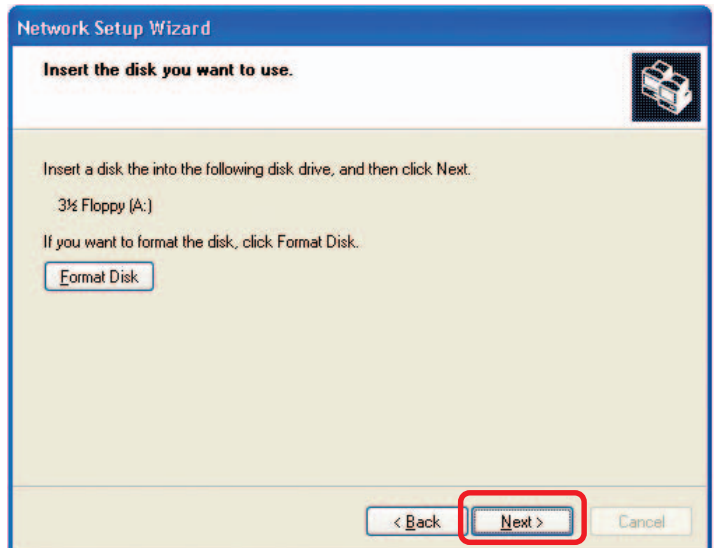 Network Setup Wizard
Insert the disk you want to use.
Insert a disk the into the following disk drive, and then click Next.
3½ Floppy (A:)
If you want to format the disk, click Format Disk.
Format Disk
< Back Next > Cancel